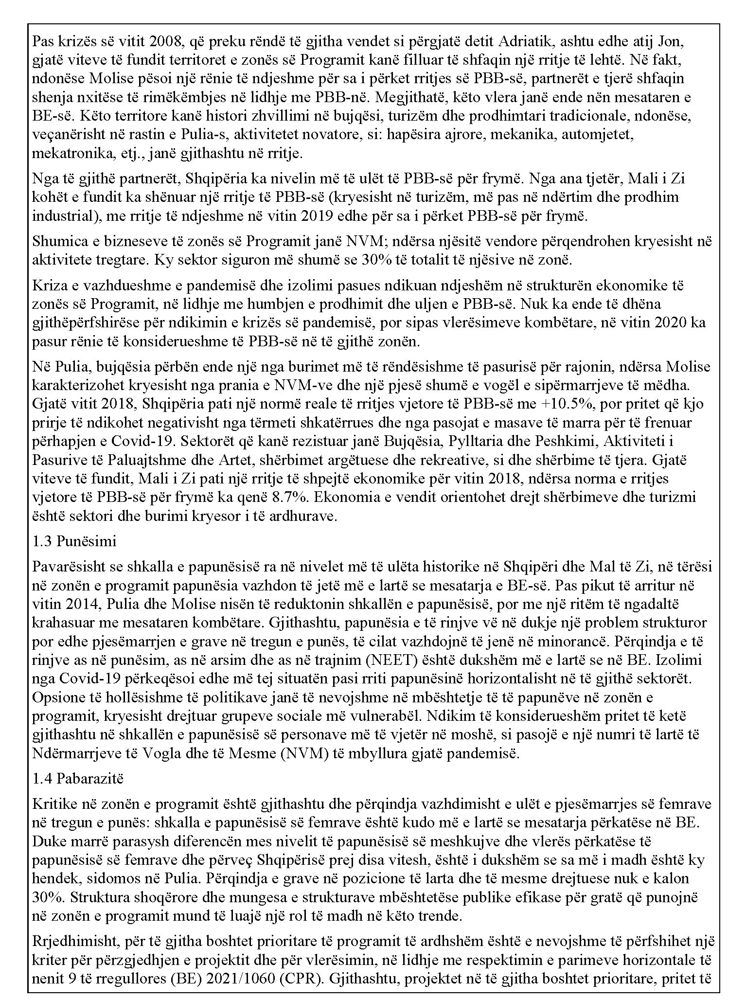 Pas krizës së vitit 2008, që preku rëndë të gjitha vendet si përgjatë detit Adriatik, ashtu edhe atij Jon,
gjatë viteve të fundit territoret e zonës së Programit kanë filluar të shfaqin një rritje të lehtë. Në fakt,
ndonëse Molise pësoi një rënie të ndjeshme për sa i përket rritjes së PBB-së, partnerët e tjerë shfaqin
shenja nxitëse të rimëkëmbjes në lidhje me PBB-në. Megjithatë, këto vlera janë ende nën mesataren e
BE-së. Këto territore kanë histori zhvillimi në bujqësi, turizëm dhe prodhimtari tradicionale, ndonëse,
veçanërisht në rastin e Pulia-s, aktivitetet novatore, si: hapësira ajrore, mekanika, automjetet,
mekatronika, etj., janë gjithashtu në rritje.
Nga të gjithë partnerët, Shqipëria ka nivelin më të ulët të PBB-së për frymë. Nga ana tjetër, Mali i Zi
kohët e fundit ka shënuar një rritje të PBB-së (kryesisht në turizëm, më pas në ndërtim dhe prodhim
industrial), me rritje të ndjeshme në vitin 2019 edhe për sa i përket PBB-së për frymë.
Shumica e bizneseve të zonës së Programit janë NVM; ndërsa njësitë vendore përqendrohen kryesisht në
aktivitete tregtare. Ky sektor siguron më shumë se 30% të totalit të njësive në zonë.
Kriza e vazhdueshme e pandemisë dhe izolimi pasues ndikuan ndjeshëm në strukturën ekonomike të
zonës së Programit, në lidhje me humbjen e prodhimit dhe uljen e PBB-së. Nuk ka ende të dhëna
gjithëpërfshirëse për ndikimin e krizës së pandemisë, por sipas vlerësimeve kombëtare, në vitin 2020 ka
pasur rënie të konsiderueshme të PBB-së në të gjithë zonën.
Në Pulia, bujqësia përbën ende një nga burimet më të rëndësishme të pasurisë për rajonin, ndërsa Molise
karakterizohet kryesisht nga prania e NVM-ve dhe një pjesë shumë e vogël e sipërmarrjeve të mëdha.
Gjatë vitit 2018, Shqipëria pati një normë reale të rritjes vjetore të PBB-së me +10.5%, por pritet që kjo
prirje të ndikohet negativisht nga tërmeti shkatërrues dhe nga pasojat e masave të marra për të frenuar
përhapjen e Covid-19. Sektorët që kanë rezistuar janë Bujqësia, Pylltaria dhe Peshkimi, Aktiviteti i
Pasurive të Paluajtshme dhe Artet, shërbimet argëtuese dhe rekreative, si dhe shërbime të tjera. Gjatë
viteve të fundit, Mali i Zi pati një rritje të shpejtë ekonomike për vitin 2018, ndërsa norma e rritjes
vjetore të PBB-së për frymë ka qenë 8.7%. Ekonomia e vendit orientohet drejt shërbimeve dhe turizmi
është sektori dhe burimi kryesor i të ardhurave.
1.3 Punësimi
Pavarësisht se shkalla e papunësisë ra në nivelet më të ulëta historike në Shqipëri dhe Mal të Zi, në tërësi
në zonën e programit papunësia vazhdon të jetë më e lartë se mesatarja e BE-së. Pas pikut të arritur në
vitin 2014, Pulia dhe Molise nisën të reduktonin shkallën e papunësisë, por me një ritëm të ngadaltë
krahasuar me mesataren kombëtare. Gjithashtu, papunësia e të rinjve vë në dukje një problem strukturor
por edhe pjesëmarrjen e grave në tregun e punës, të cilat vazhdojnë të jenë në minorancë. Përqindja e të
rinjve as në punësim, as në arsim dhe as në trajnim (NEET) është dukshëm më e lartë se në BE. Izolimi
nga Covid-19 përkeqësoi edhe më tej situatën pasi rriti papunësinë horizontalisht në të gjithë sektorët.
Opsione të hollësishme të politikave janë të nevojshme në mbështetje të të papunëve në zonën e
programit, kryesisht drejtuar grupeve sociale më vulnerabël. Ndikim të konsiderueshëm pritet të ketë
gjithashtu në shkallën e papunësisë së personave më të vjetër në moshë, si pasojë e një numri të lartë të
Ndërmarrjeve të Vogla dhe të Mesme (NVM) të mbyllura gjatë pandemisë.
1.4 Pabarazitë
Kritike në zonën e programit është gjithashtu dhe përqindja vazhdimisht e ulët e pjesëmarrjes së femrave
në tregun e punës: shkalla e papunësisë së femrave është kudo më e lartë se mesatarja përkatëse në BE.
Duke marrë parasysh diferencën mes nivelit të papunësisë së meshkujve dhe vlerës përkatëse të
papunësisë së femrave dhe përveç Shqipërisë prej disa vitesh, është i dukshëm se sa më i madh është ky
hendek, sidomos në Pulia. Përqindja e grave në pozicione të larta dhe të mesme drejtuese nuk e kalon
30%. Struktura shoqërore dhe mungesa e strukturave mbështetëse publike efikase për gratë që punojnë
në zonën e programit mund të luajë një rol të madh në këto trende.
Rrjedhimisht, për të gjitha boshtet prioritare të programit të ardhshëm është e nevojshme të përfshihet një
kriter për përzgjedhjen e projektit dhe për vlerësimin, në lidhje me respektimin e parimeve horizontale të
nenit 9 të rregullores (BE) 2021/1060 (CPR). Gjithashtu, projektet në të gjitha boshtet prioritare, pritet të